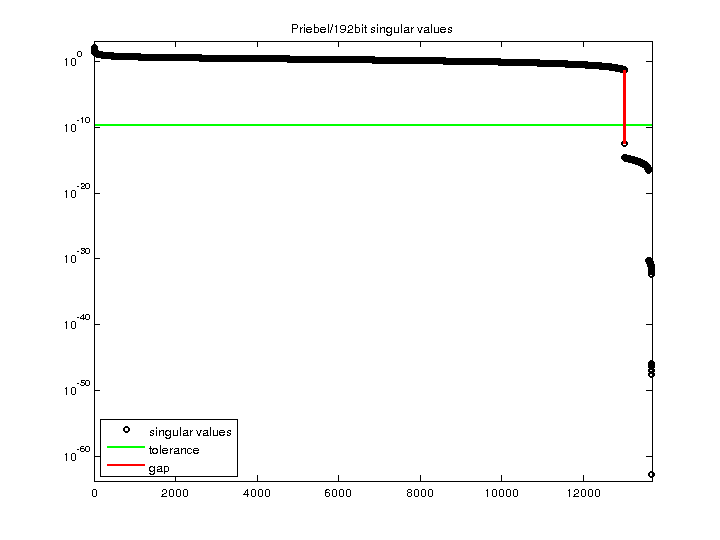 Priebel/192bit singular values
10^0
10^-10
10^-20
10^-30
10^-40
10^-50
10^-60
singular values
tolerance
gap
0 2000 4000 6000 8000 10000 12000